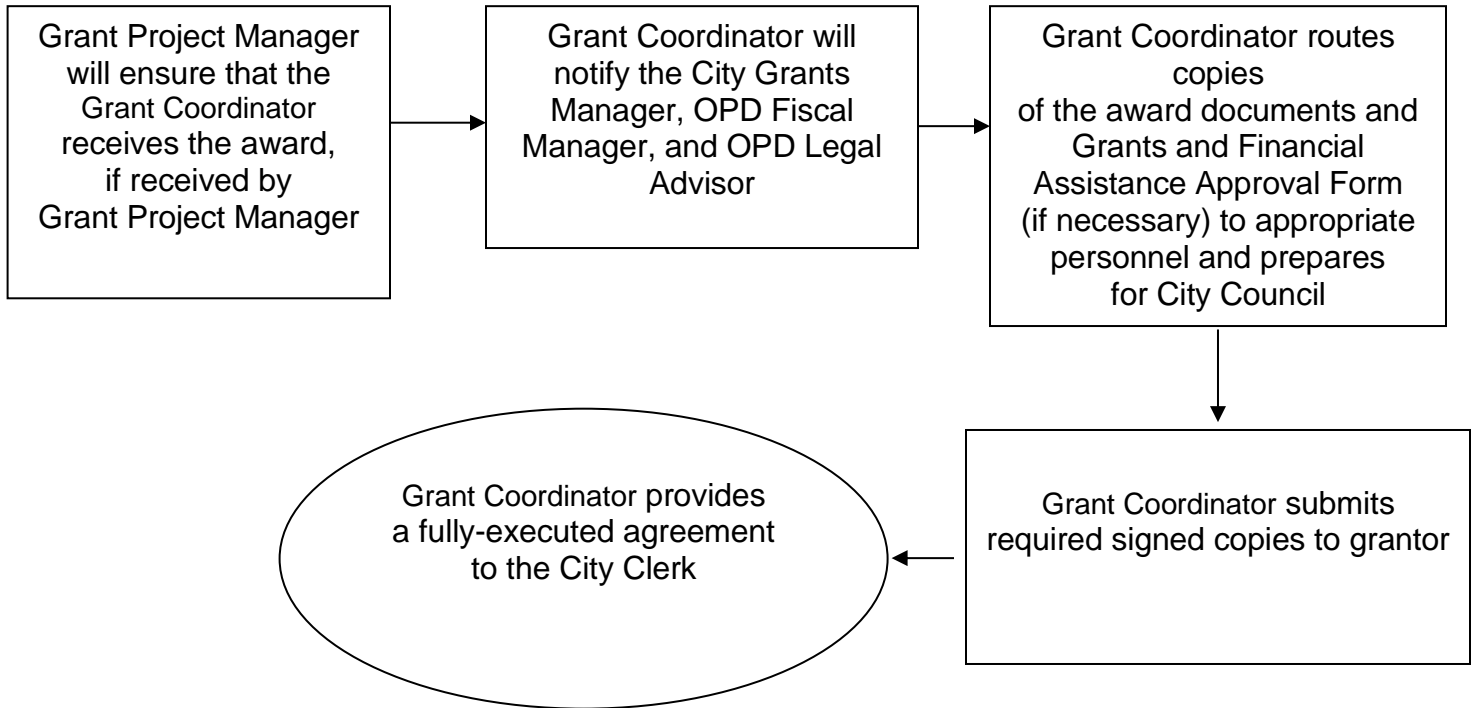 Grant Project Manager
will ensure that the
Grant Coordinator
receives the award,
if received by
Grant Project Manager
Grant Coordinator will
notify the City Grants
Manager, OPD Fiscal
Manager, and OPD Legal
Advisor
Grant Coordinator routes
copies
of the award documents and
Grants and Financial
Assistance Approval Form
(if necessary) to appropriate
personnel and prepares
for City Council
Grant Coordinator submits
required signed copies to grantor
Grant Coordinator provides
a fully-executed agreement
to the City Clerk